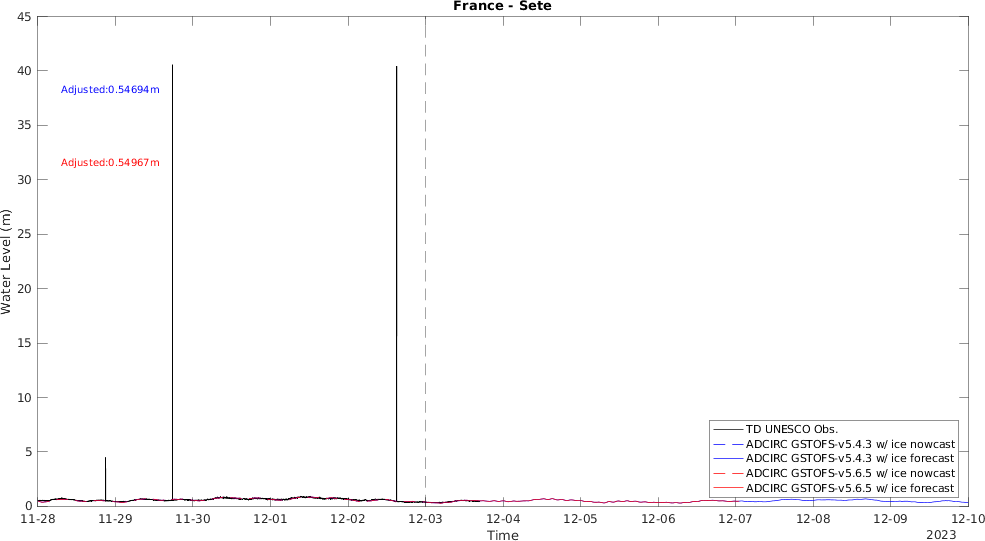 France - Sete
45
40
35
30
25
20
15
10
5
0
Water Level (m)
Adjusted:0.54694m
Adjusted:0.54967m
TD UNESCO Obs.
ADCIRC GSTOFS-v5.4.3 w/ ice nowcast
ADCIRC GSTOFS-v5.4.3 w/ ice forecast
ADCIRC GSTOFS-v5.6.5 w/ ice nowcast
ADCIRC GSTOFS-v5.6.5 w/ ice forecast
11-28 11-29 11-30 12-01 12-02 12-03 12-04 12-05 12-06 12-07 12-08 12-09 12-10
Time
2023